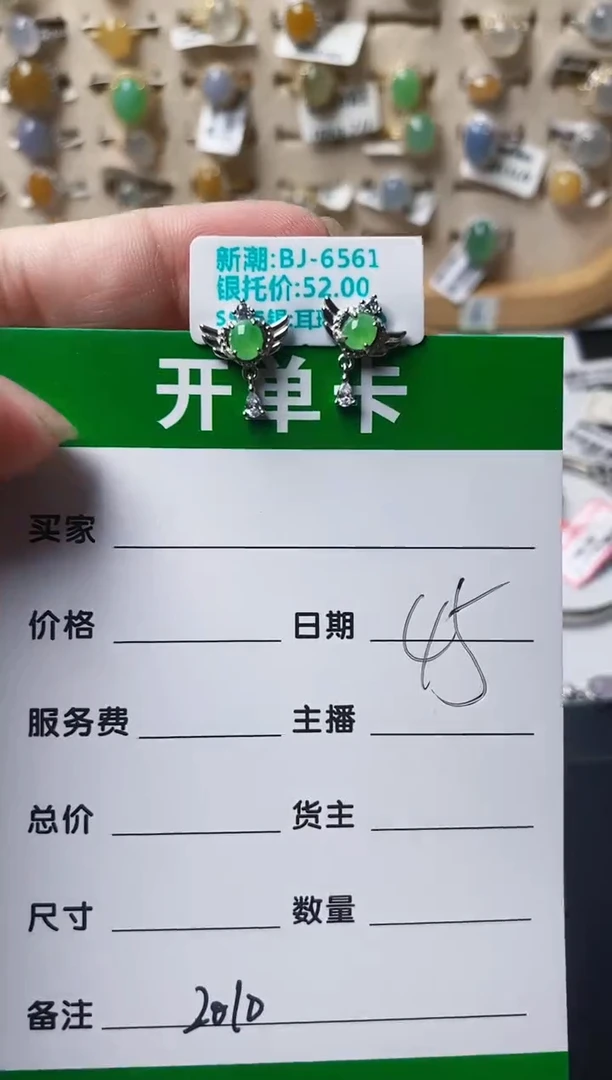 新潮:BJ-6561
银托价:52.00
开单卡
买家
价格 日期 45
服务费 主播
总价 货主
尺寸 数量
备注 2010